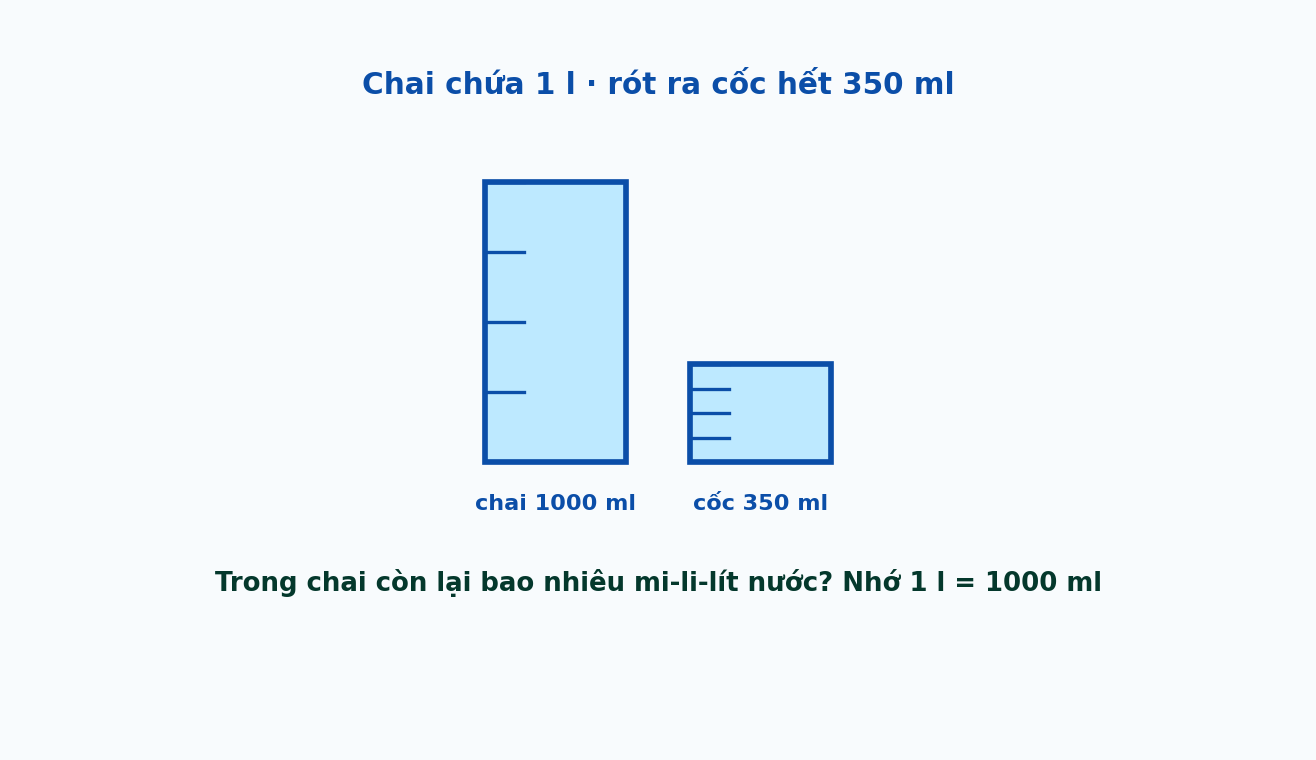 Chai chứa 1 l · rót ra cốc hết 350 ml
chai 1000 ml
cốc 350 ml
Trong chai còn lại bao nhiêu mi-li-lít nước? Nhớ 1 l = 1000 ml